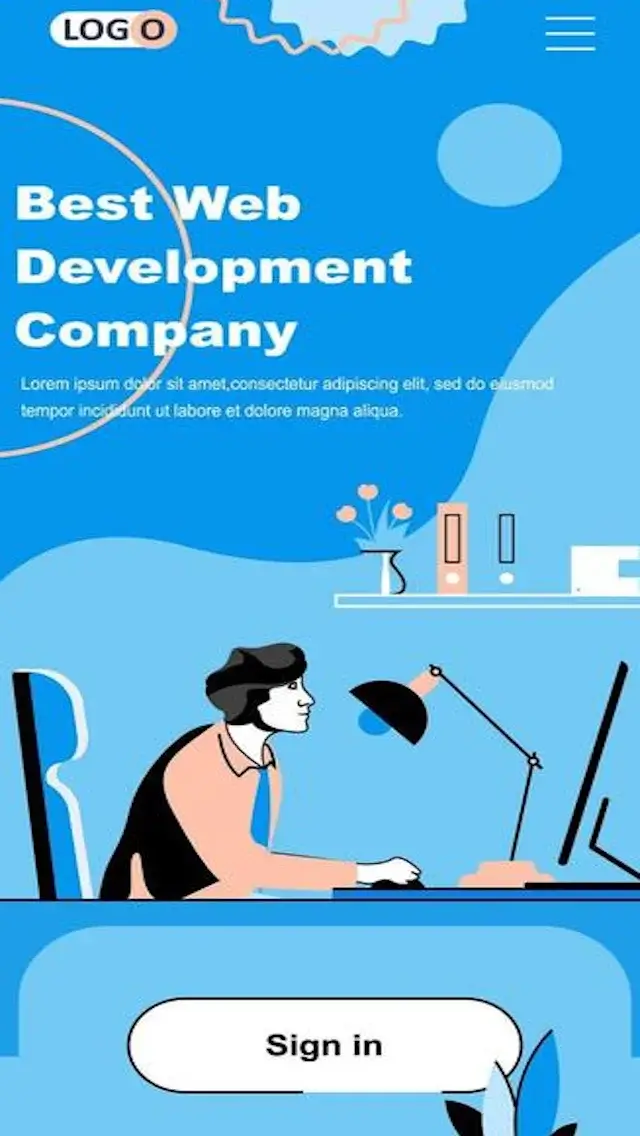 LOGO
Best Web
Development
Company
Lorem ipsum dolor sit amet,consectetur adipiscing elit, sed do eiusmod
tempor incididunt ut labore et dolore magna aliqua.
Sign in